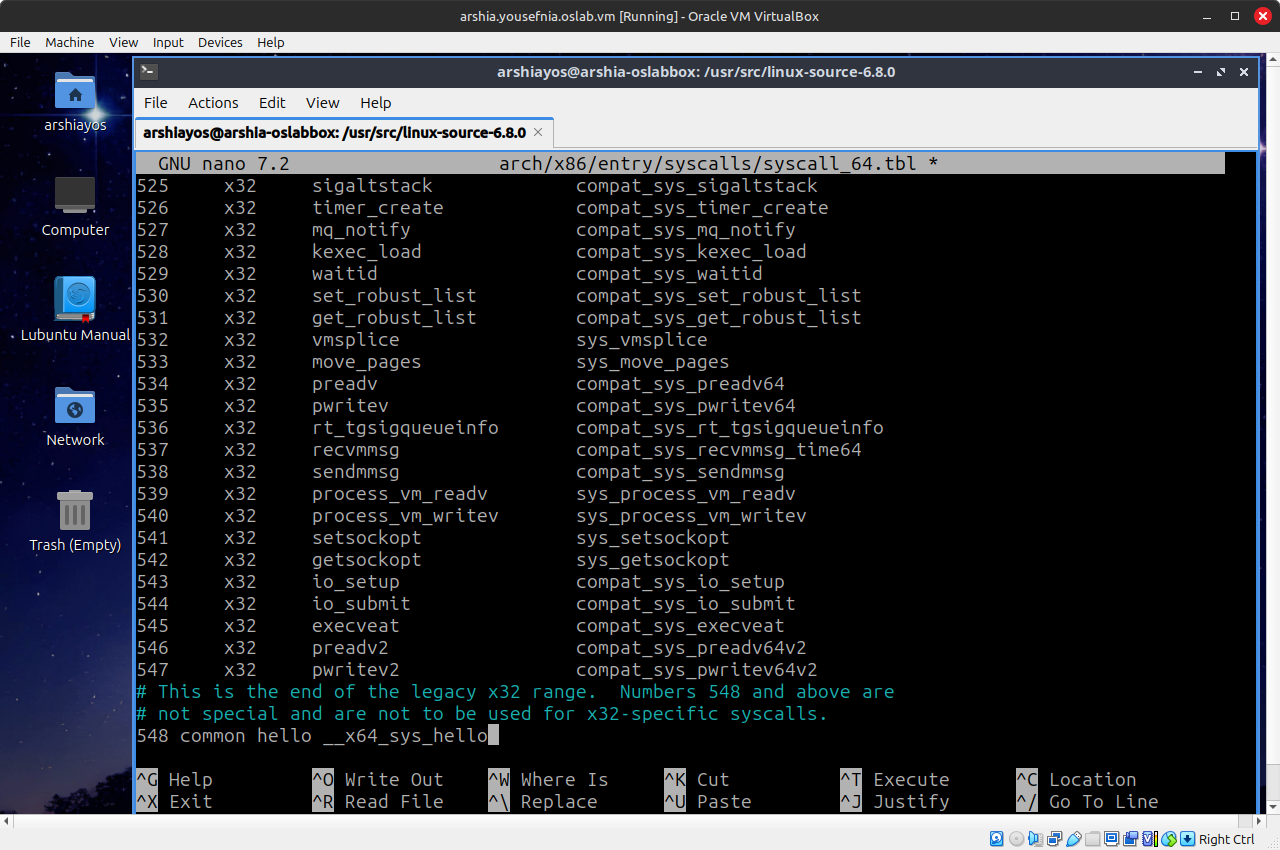 arshia.yousefnia.oslab.vm [Running] - Oracle VM VirtualBox
File Machine View Input Devices Help
arshiayos@arshia-oslabbox: /usr/src/linux-source-6.8.0
File Actions Edit View Help
arshiayos@arshia-oslabbox: /usr/src/linux-source-6.8.0
GNU nano 7.2 arch/x86/entry/syscalls/syscall_64.tbl *
525 x32 sigaltstack compat_sys_sigaltstack
526 x32 timer_create compat_sys_timer_create
527 x32 mq_notify compat_sys_mq_notify
528 x32 kexec_load compat_sys_kexec_load
529 x32 waitid compat_sys_waitid
530 x32 set_robust_list compat_sys_set_robust_list
531 x32 get_robust_list compat_sys_get_robust_list
532 x32 vmsplice sys_vmsplice
533 x32 move_pages sys_move_pages
534 x32 preadv compat_sys_preadv64
535 x32 pwritev compat_sys_pwritev64
536 x32 rt_tgsigqueueinfo compat_sys_rt_tgsigqueueinfo
537 x32 recvmmsg compat_sys_recvmmsg_time64
538 x32 sendmmsg compat_sys_sendmmsg
539 x32 process_vm_readv sys_process_vm_readv
540 x32 process_vm_writev sys_process_vm_writev
541 x32 setsockopt sys_setsockopt
542 x32 getsockopt sys_getsockopt
543 x32 io_setup compat_sys_io_setup
544 x32 io_submit compat_sys_io_submit
545 x32 execveat compat_sys_execveat
546 x32 preadv2 compat_sys_preadv64v2
547 x32 pwritev2 compat_sys_pwritev64v2
# This is the end of the legacy x32 range.  Numbers 548 and above are
# not special and are not to be used for x32-specific syscalls.
548 common hello __x64_sys_hello
^G Help ^O Write Out ^W Where Is ^K Cut ^T Execute ^C Location
^X Exit ^R Read File ^\ Replace ^U Paste ^J Justify ^/ Go To Line
arshiayos
Computer
Lubuntu Manual
Network
Trash (Empty)
Right Ctrl